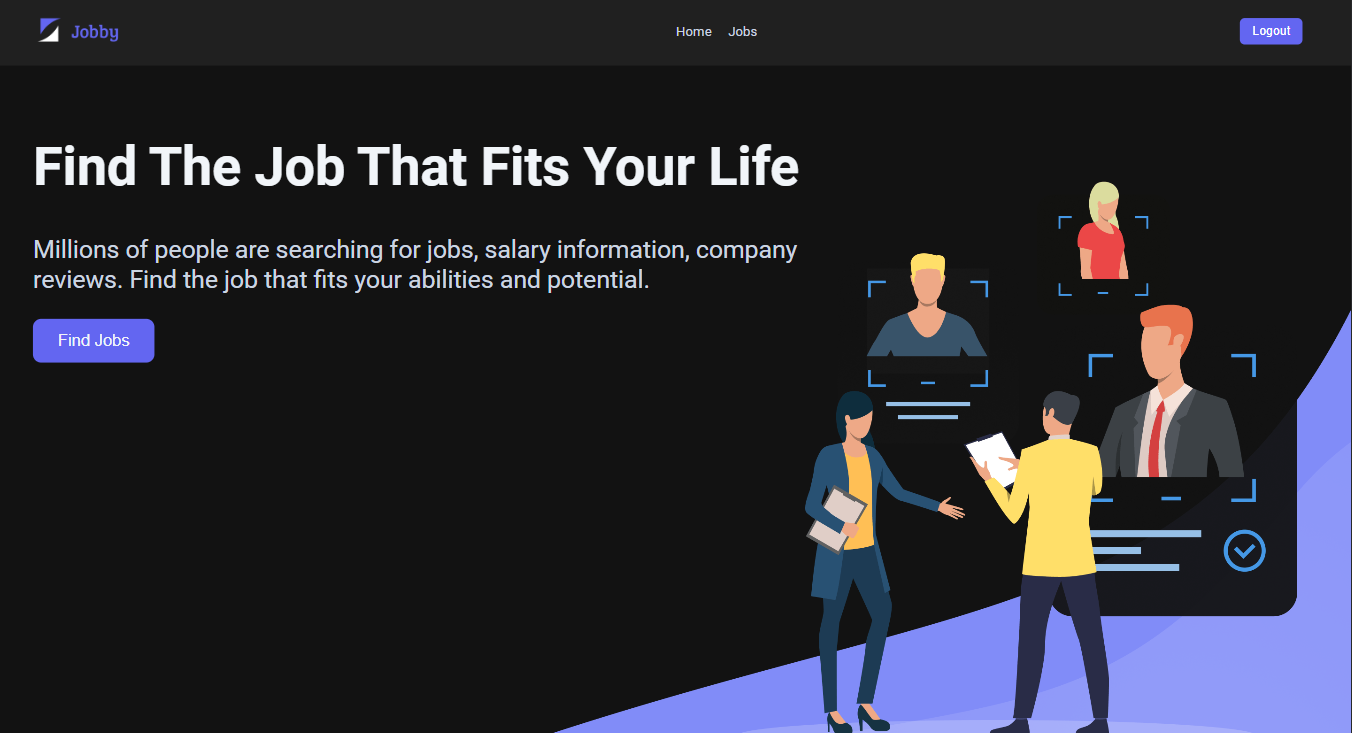 Jobby
Home
Jobs
Logout
Find The Job That Fits Your Life
Millions of people are searching for jobs, salary information, company
reviews. Find the job that fits your abilities and potential.
Find Jobs